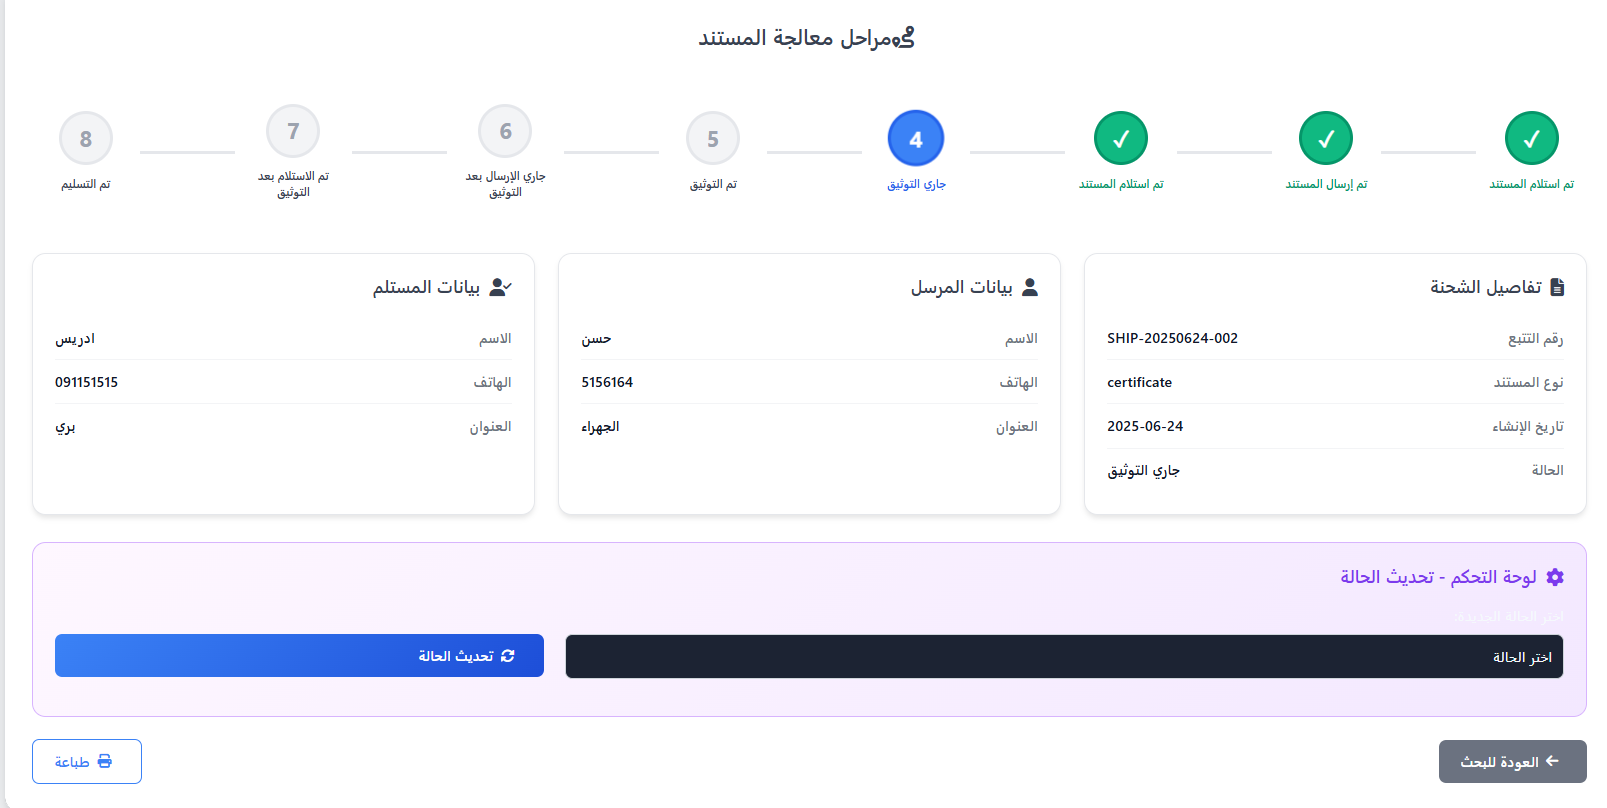 مراحل معالجة المستند
✓
تم استلام المستند
✓
تم إرسال المستند
✓
تم استلام المستند
4
جاري التوثيق
5
تم التوثيق
6
جاري الإرسال بعد
التوثيق
7
تم الاستلام بعد
التوثيق
8
تم التسليم
تفاصيل الشحنة
رقم التتبع SHIP-20250624-002
نوع المستند certificate
تاريخ الإنشاء 2025-06-24
الحالة جاري التوثيق
بيانات المرسل
الاسم حسن
الهاتف 5156164
العنوان الجهراء
بيانات المستلم
الاسم ادريس
الهاتف 091151515
العنوان بري
لوحة التحكم - تحديث الحالة
اختر الحالة الجديدة:
اختر الحالة
تحديث الحالة
العودة للبحث
طباعة